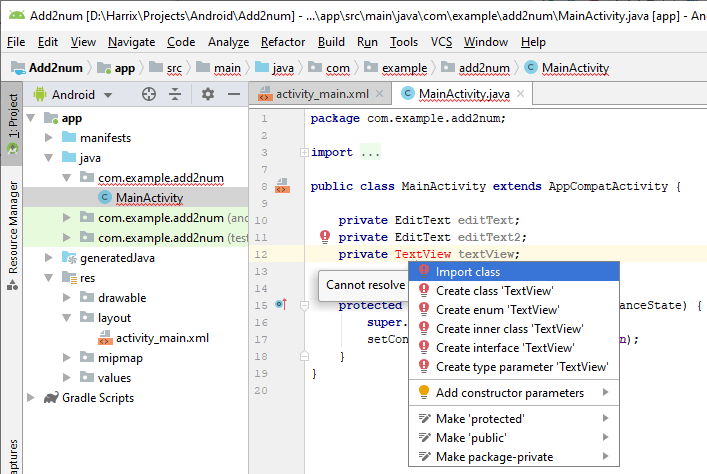 Add2num [D:\Harrix\Projects\Android\Add2num] - ...\app\src\main\java\com\example\add2num\MainActivity.java [app] - An
File Edit View Navigate Code Analyze Refactor Build Run Tools VCS Window Help
Add2num app src main java com example add2num MainActivity
1: Project
Resource Manager
aptures
Android
app
manifests
java
com.example.add2num
MainActivity
com.example.add2num (and
com.example.add2num (test
generatedJava
res
drawable
layout
activity_main.xml
mipmap
values
Gradle Scripts
activity_main.xml MainActivity.java
1 package com.example.add2num;
2
3 import ...
7
8 public class MainActivity extends AppCompatActivity {
9
10 private EditText editText;
11 private EditText editText2;
12 private TextView textView;
13
Cannot resolve
15 protected anceState) {
16 super.
17 setCon n);
18 }
19 }
20
Import class
Create class 'TextView'
Create enum 'TextView'
Create inner class 'TextView'
Create interface 'TextView'
Create type parameter 'TextView'
Add constructor parameters
Make 'protected'
Make 'public'
Make package-private